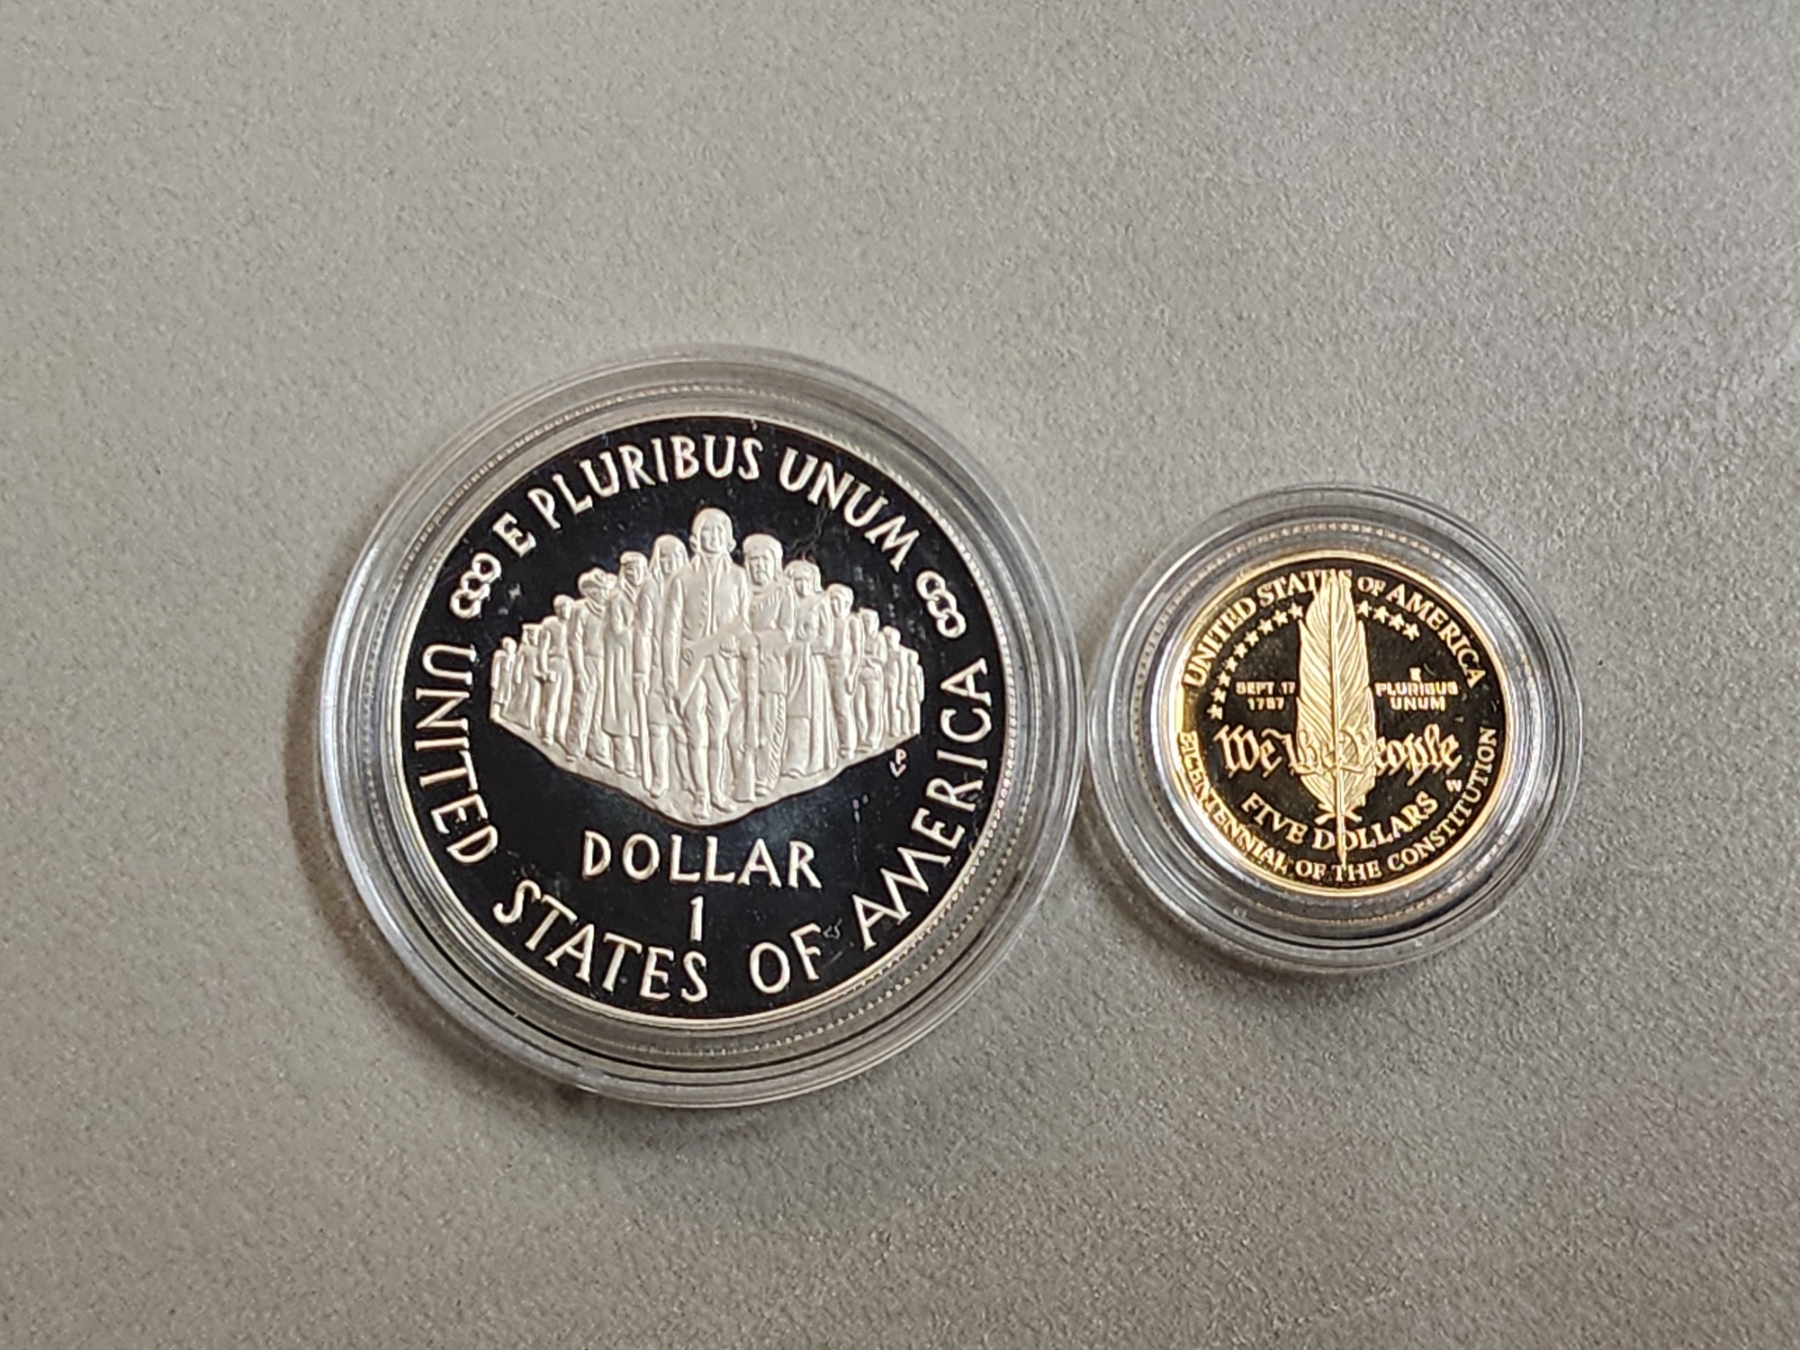 E PLURIBUS UNUM
DOLLAR
1
UNITED STATES OF AMERICA
UNITED STATES OF AMERICA
SEPT 17
1787
E
PLURIBUS
UNUM
We the People
FIVE DOLLARS
BICENTENNIAL OF THE CONSTITUTION